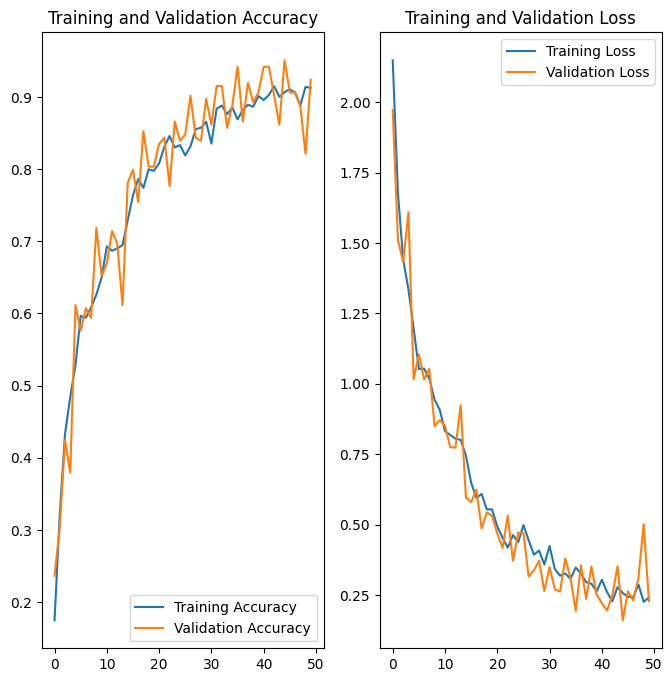 Training and Validation Accuracy
0.9
0.8
0.7
0.6
0.5
0.4
0.3
0.2
0 10 20 30 40 50
Training Accuracy
Validation Accuracy
Training and Validation Loss
2.00
1.75
1.50
1.25
1.00
0.75
0.50
0.25
0 10 20 30 40 50
Training Loss
Validation Loss